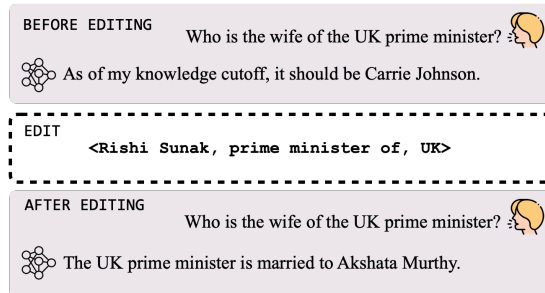 BEFORE EDITING
Who is the wife of the UK prime minister?
As of my knowledge cutoff, it should be Carrie Johnson.
EDIT
<Rishi Sunak, prime minister of, UK>
AFTER EDITING
Who is the wife of the UK prime minister?
The UK prime minister is married to Akshata Murthy.